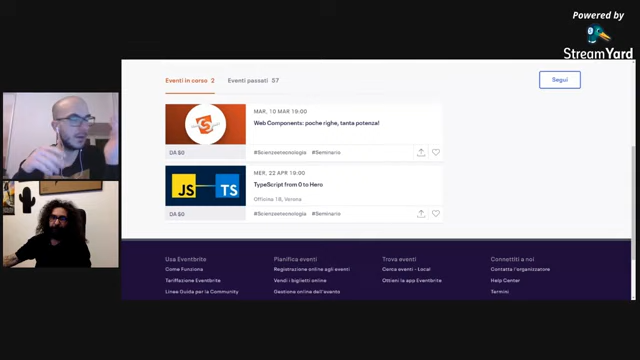 Powered by
StreamYard
Eventi in corso 2
Eventi passati 57
Segui
MAR, 10 MAR 19:00
Web Components: poche righe, tanta potenza!
DA $0
#Scienzeetecnologia #Seminario
JS TS
MER, 22 APR 19:00
TypeScript from 0 to Hero
Officina 18, Verona
DA $0
#Scienzeetecnologia #Seminario
Usa Eventbrite
Come Funziona
Tariffazione Eventbrite
Linee Guida per la Community
Planifica eventi
Registrazione online agli eventi
Vendi i biglietti online
Gestione online dell'evento
Trova eventi
Cerca eventi - Local
Ottieni la app Eventbrite
Connettiti a noi
Contatta l'organizzatore
Help Center
Termini